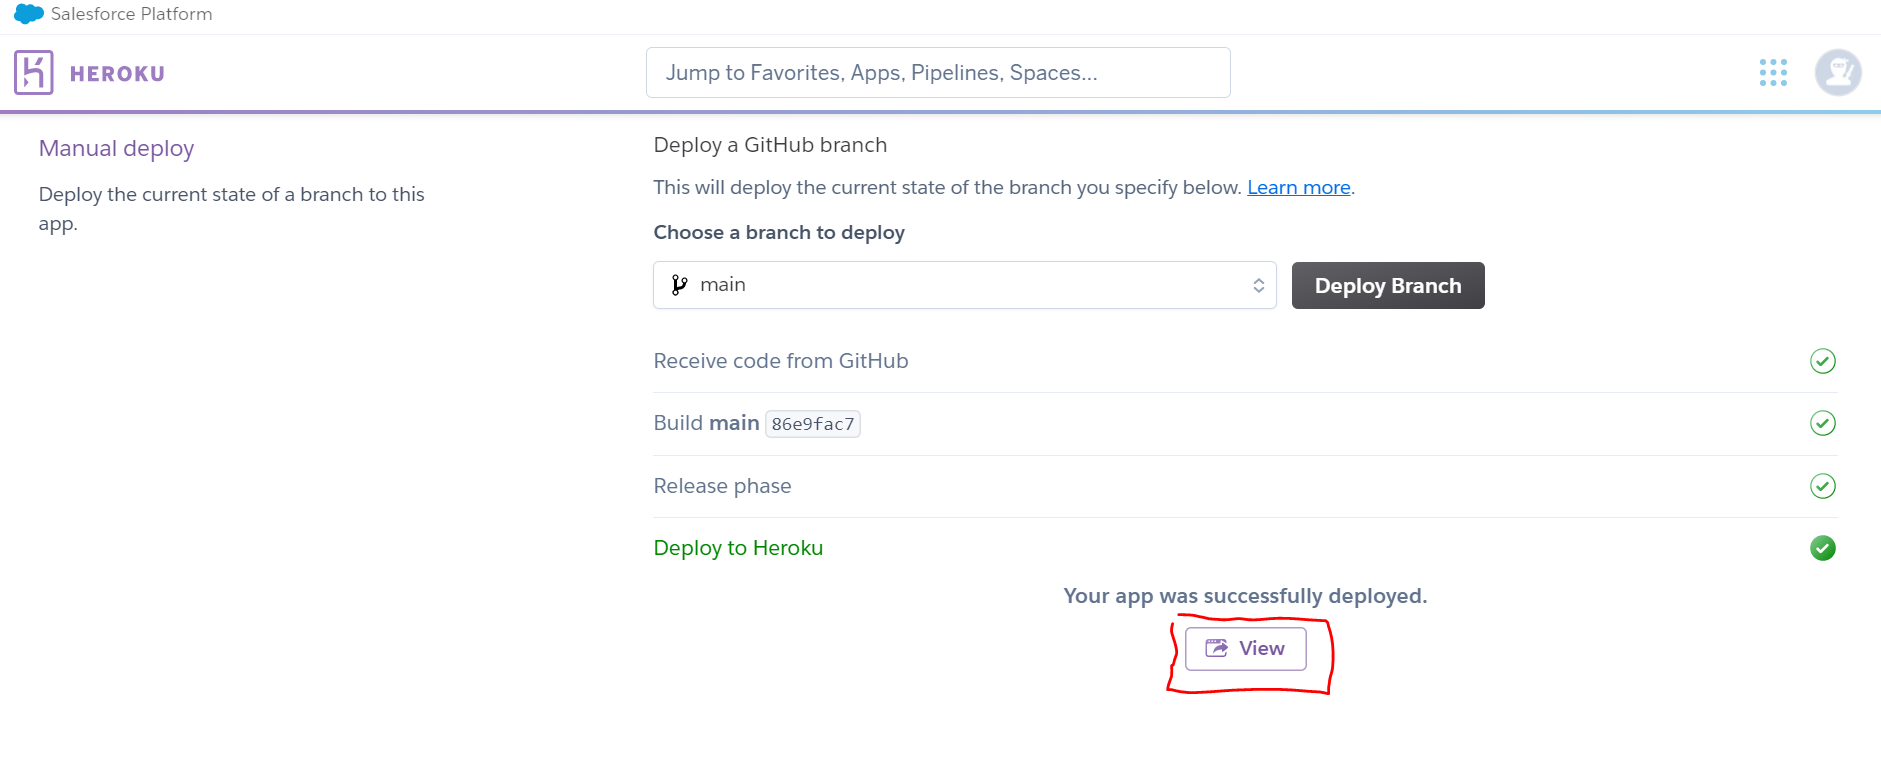 Salesforce Platform
HEROKU
Jump to Favorites, Apps, Pipelines, Spaces...
Manual deploy
Deploy the current state of a branch to this
app.
Deploy a GitHub branch
This will deploy the current state of the branch you specify below. Learn more.
Choose a branch to deploy
main
Deploy Branch
Receive code from GitHub
Build main 86e9fac7
Release phase
Deploy to Heroku
Your app was successfully deployed.
View